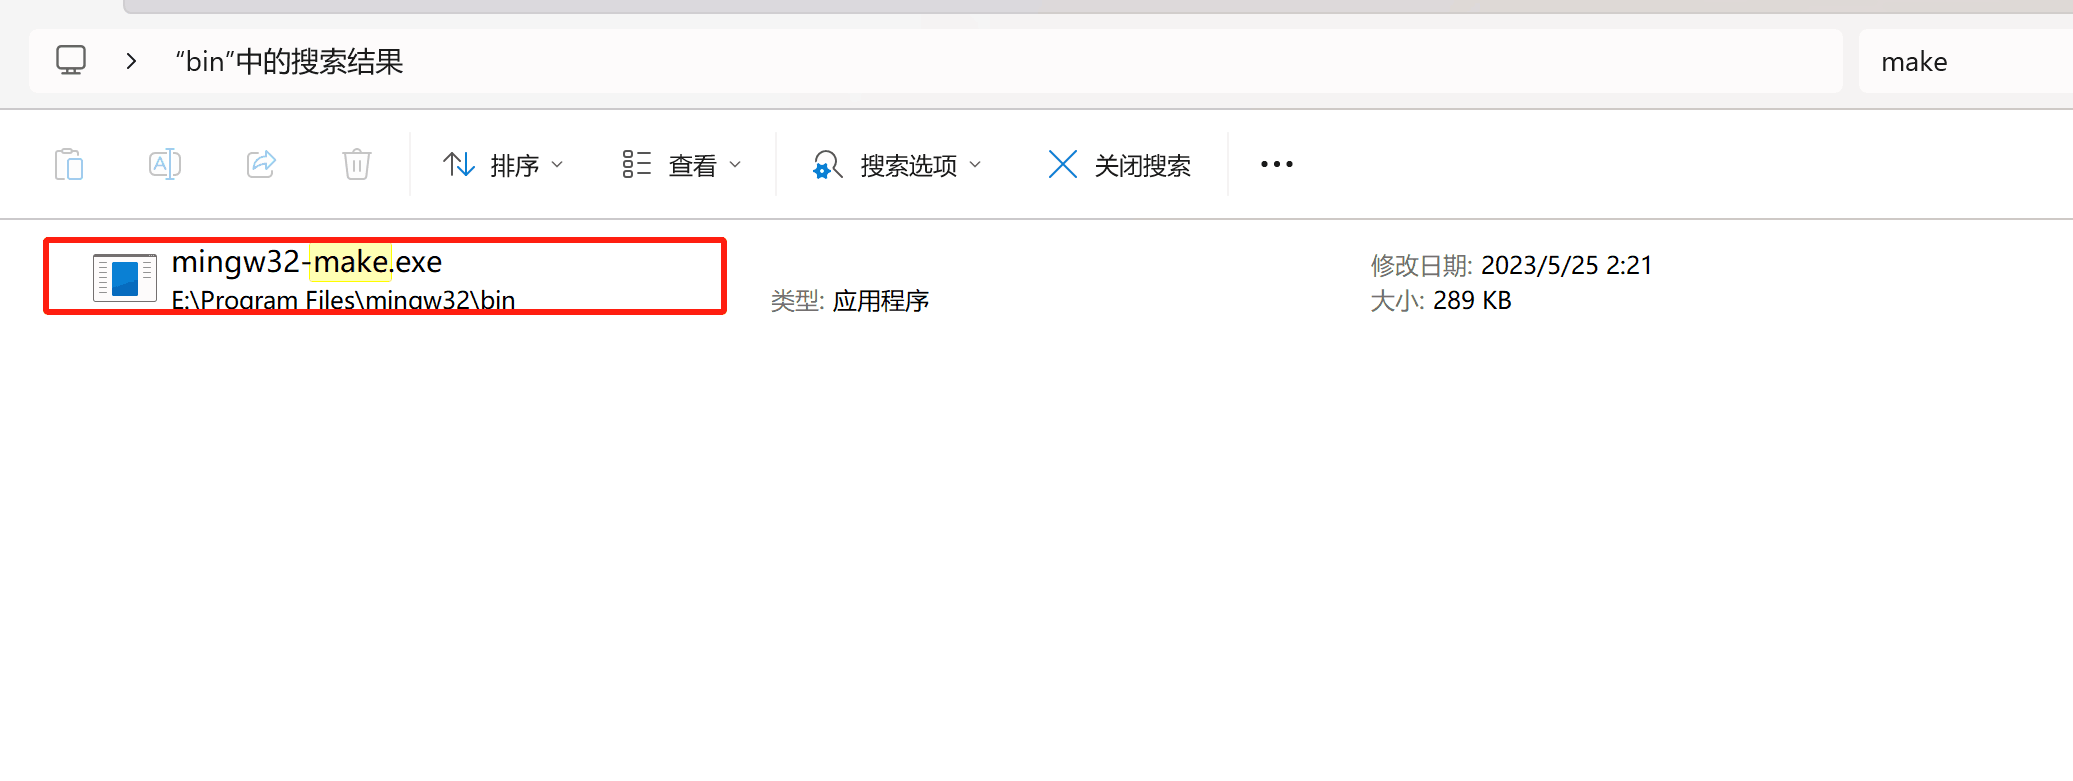 “bin”中的搜索结果
make
排序
查看
搜索选项
关闭搜索
mingw32-make.exe
E:\Program Files\mingw32\bin
类型: 应用程序
修改日期: 2023/5/25 2:21
大小: 289 KB